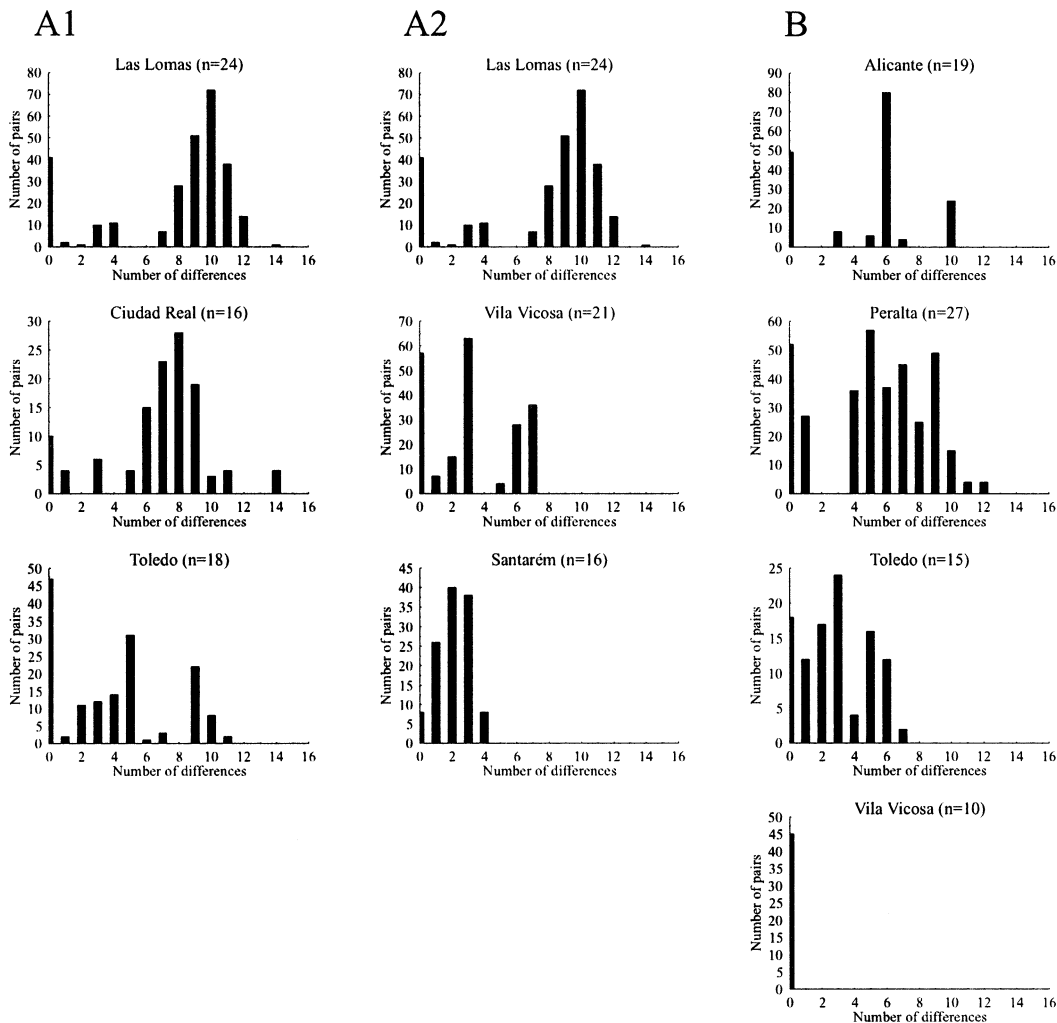 A1
A2
B
Las Lomas (n=24)
Number of pairs
80
70
60
50
40
30
20
10
0
0 2 4 6 8 10 12 14 16
Number of differences
Ciudad Real (n=16)
Number of pairs
30
25
20
15
10
5
0
0 2 4 6 8 10 12 14 16
Number of differences
Toledo (n=18)
Number of pairs
50
45
40
35
30
25
20
15
10
5
0
0 2 4 6 8 10 12 14 16
Number of differences
Las Lomas (n=24)
Number of pairs
80
70
60
50
40
30
20
10
0
0 2 4 6 8 10 12 14 16
Number of differences
Vila Vicosa (n=21)
Number of pairs
70
60
50
40
30
20
10
0
0 2 4 6 8 10 12 14 16
Number of differences
Santarém (n=16)
Number of pairs
45
40
35
30
25
20
15
10
5
0
0 2 4 6 8 10 12 14 16
Number of differences
Alicante (n=19)
Number of pairs
90
80
70
60
50
40
30
20
10
0
0 2 4 6 8 10 12 14 16
Number of differences
Peralta (n=27)
Number of pairs
60
50
40
30
20
10
0
0 2 4 6 8 10 12 14 16
Number of differences
Toledo (n=15)
Number of pairs
25
20
15
10
5
0
0 2 4 6 8 10 12 14 16
Number of differences
Vila Vicosa (n=10)
Number of pairs
50
45
40
35
30
25
20
15
10
5
0
0 2 4 6 8 10 12 14 16
Number of differences